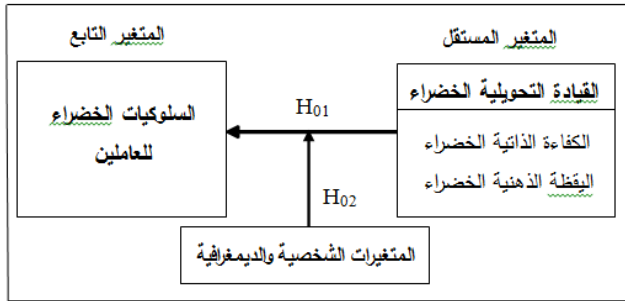 المتغير المستقل
المتغير التابع
القيادة التحويلية الخضراء
الكفاءة الذاتية الخضراء
اليقظة الذهنية الخضراء
H01
السلوكيات الخضراء
للعاملين
H02
المتغيرات الشخصية والديمغرافية